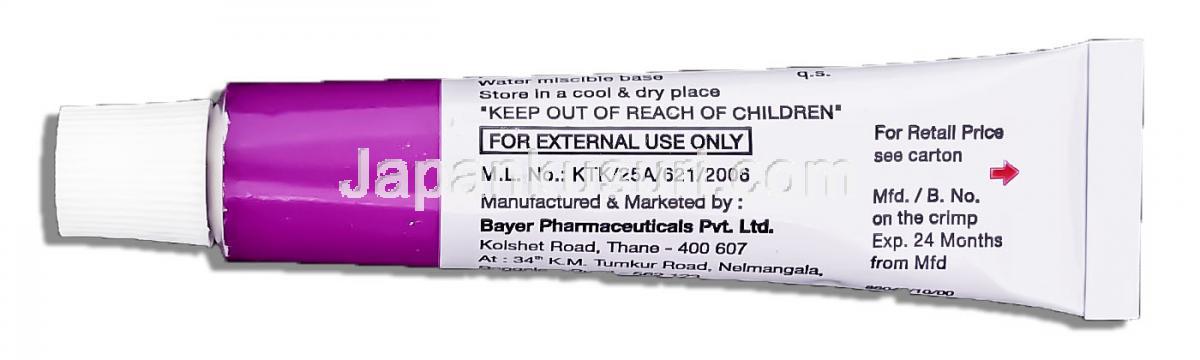 Water miscible base q.s.
Store in a cool & dry place
"KEEP OUT OF REACH OF CHILDREN"
FOR EXTERNAL USE ONLY
M.L. No.: KTK/25A/621/2006
Manufactured & Marketed by :
Bayer Pharmaceuticals Pvt. Ltd.
Kolshet Road, Thane - 400 607
At : 34th K.M. Tumkur Road, Nelmangala,
For Retail Price
see carton
Mfd. / B. No.
on the crimp
Exp. 24 Months
from Mfd
Japankusuri.com